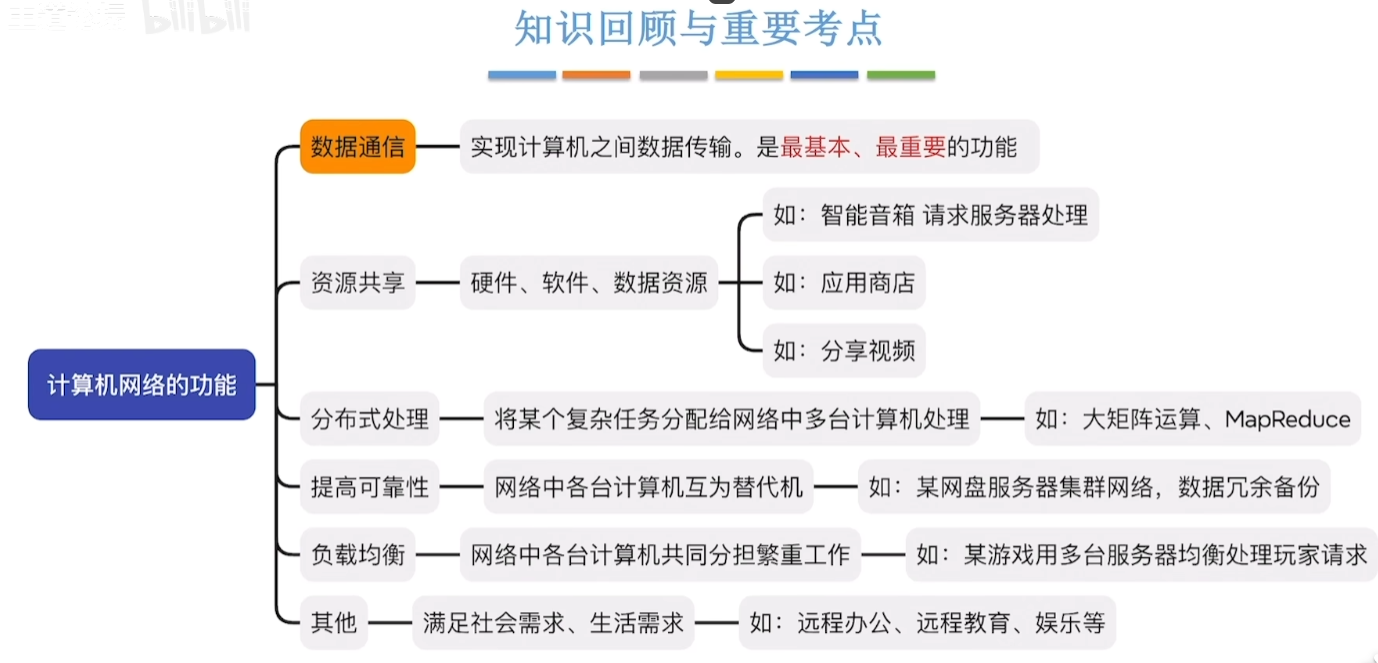 bilibili
知识回顾与重要考点
数据通信
实现计算机之间数据传输。是最基本、最重要的功能
如：智能音箱 请求服务器处理
资源共享
硬件、软件、数据资源
如：应用商店
如：分享视频
计算机网络的功能
分布式处理
将某个复杂任务分配给网络中多台计算机处理
如：大矩阵运算、MapReduce
提高可靠性
网络中各台计算机互为替代机
如：某网盘服务器集群网络，数据冗余备份
负载均衡
网络中各台计算机共同分担繁重工作
如：某游戏用多台服务器均衡处理玩家请求
其他
满足社会需求、生活需求
如：远程办公、远程教育、娱乐等